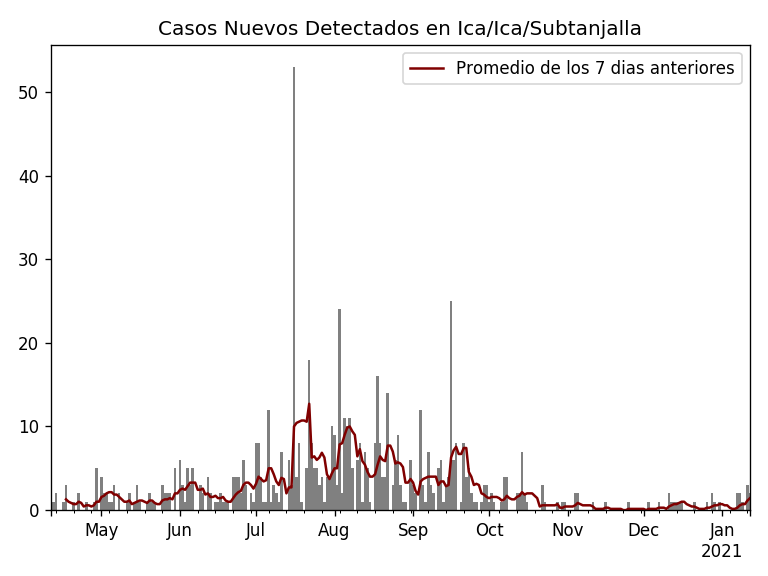 Casos Nuevos Detectados en Ica/Ica/Subtanjalla
Promedio de los 7 dias anteriores
50
40
30
20
10
0
May Jun Jul Aug Sep Oct Nov Dec Jan
2021